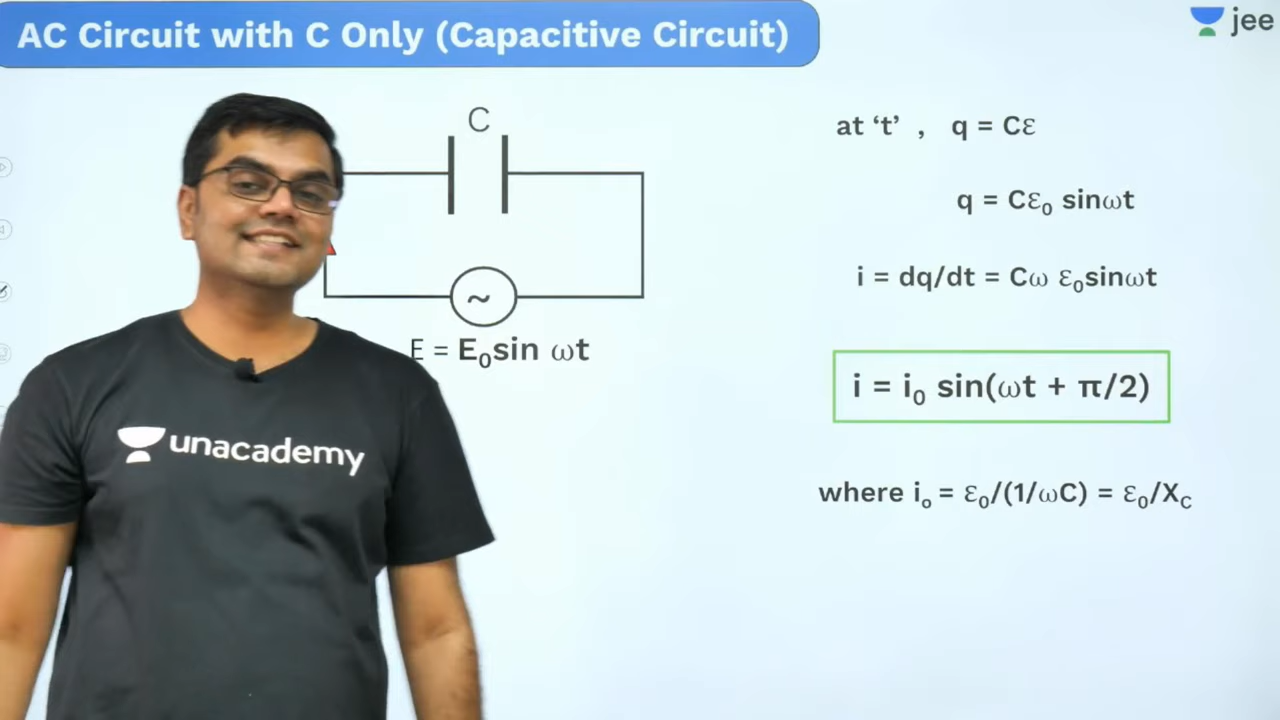 AC Circuit with C Only (Capacitive Circuit)
jee
C
at ‘t’ , q = Cε
q = Cε₀ sinωt
i = dq/dt = Cω ε₀sinωt
~
E = E₀sin ωt
i = i₀ sin(ωt + π/2)
unacademy
where iₒ = ε₀/(1/ωC) = ε₀/X_C